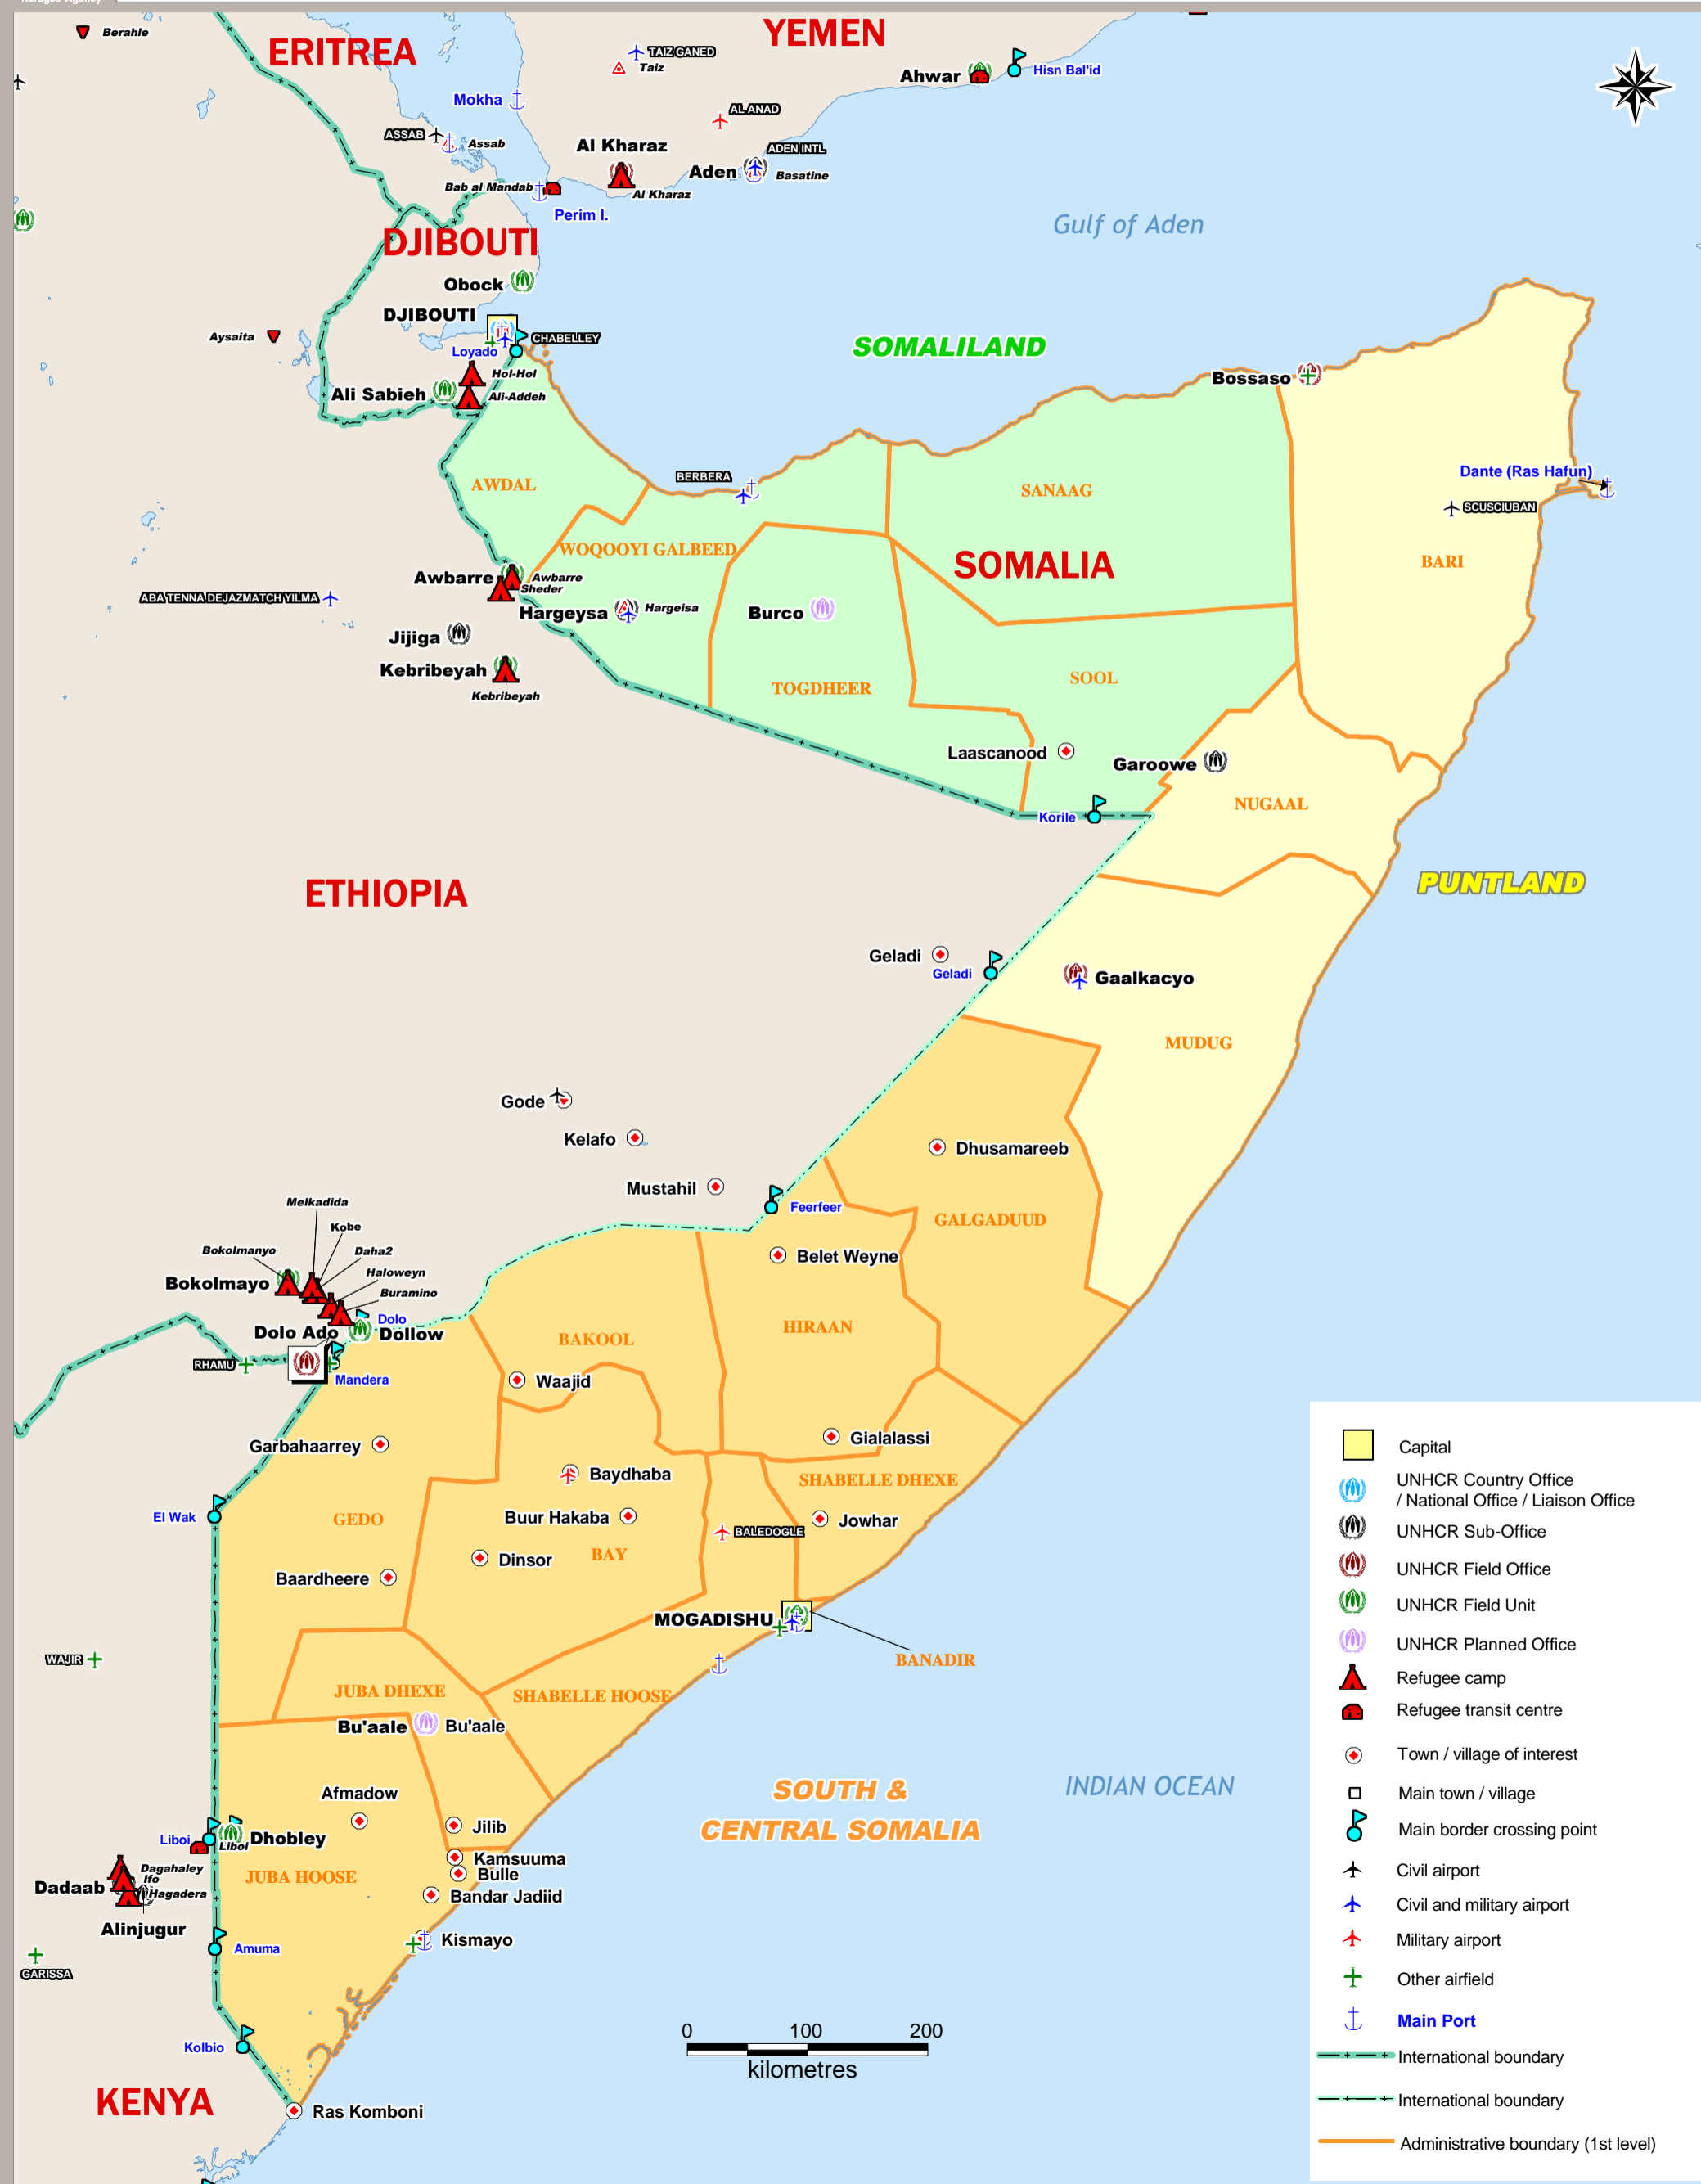 Refugee Agency
Berahle
ERITREA
YEMEN
TAIZ GANED
Taiz
Ahwar
Hisn Bal'id
Mokha
AL ANAD
ASSAB
Assab
Al Kharaz
ADEN INTL
Aden
Basatine
Bab al Mandab
Al Kharaz
Perim I.
Gulf of Aden
DJIBOUTI
Obock
DJIBOUTI
CHABELLEY
Aysaita
Loyado
SOMALILAND
Hol-Hol
Bossaso
Ali Sabieh
Ali-Addeh
Dante (Ras Hafun)
BERBERA
AWDAL
SANAAG
SCUSCIUBAN
WOQOOYI GALBEED
SOMALIA
BARI
Awbarre
Awbarre
Sheder
ABA TENNA DEJAZMATCH YILMA
Hargeysa
Hargeisa
Burco
Jijiga
Kebribeyah
Kebribeyah
TOGDHEER
SOOL
Laascanood
Garoowe
NUGAAL
Korile
ETHIOPIA
PUNTLAND
Geladi
Geladi
Gaalkacyo
MUDUG
Gode
Kelafo
Dhusamareeb
Mustahil
Feerfeer
GALGADUUD
Melkadida
Kobe
Bokolmanyo
Daha2
Belet Weyne
Haloweyn
Bokolmayo
Buramino
Dolo
Dolo Ado
Dollow
HIRAAN
BAKOOL
RHAMU
Mandera
Waajid
Garbahaarrey
Gialalassi
Baydhaba
SHABELLE DHEXE
El Wak
GEDO
Buur Hakaba
Jowhar
BALEDOGLE
Dinsor
BAY
Baardheere
MOGADISHU
WAJIR
BANADIR
JUBA DHEXE
SHABELLE HOOSE
Bu'aale
Bu'aale
SOUTH &
CENTRAL SOMALIA
INDIAN OCEAN
Afmadow
Jilib
Liboi
Liboi
Dhobley
Kamsuuma
Bulle
Dagahaley
Ifo
Hagadera
JUBA HOOSE
Dadaab
Bandar Jadiid
Alinjugur
Kismayo
Amuma
GARISSA
Kolbio
KENYA
Ras Komboni
0 100 200
kilometres
Capital
UNHCR Country Office
/ National Office / Liaison Office
UNHCR Sub-Office
UNHCR Field Office
UNHCR Field Unit
UNHCR Planned Office
Refugee camp
Refugee transit centre
Town / village of interest
Main town / village
Main border crossing point
Civil airport
Civil and military airport
Military airport
Other airfield
Main Port
International boundary
International boundary
Administrative boundary (1st level)